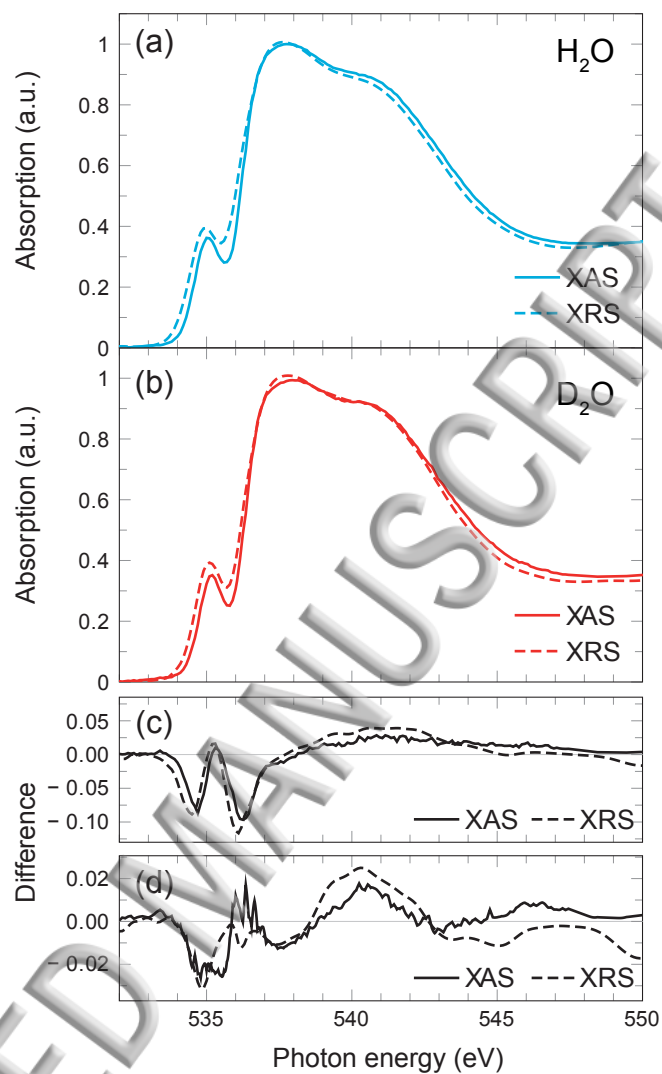 (a)
H₂O
Absorption (a.u.)
1
0.8
0.6
0.4
0.2
0
XAS
XRS
(b)
D₂O
Absorption (a.u.)
1
0.8
0.6
0.4
0.2
0
XAS
XRS
(c)
0.05
0.00
− 0.05
− 0.10
XAS
XRS
Difference
(d)
0.02
0.00
− 0.02
XAS
XRS
535
540
545
550
Photon energy (eV)
ED MANUSCRIPT